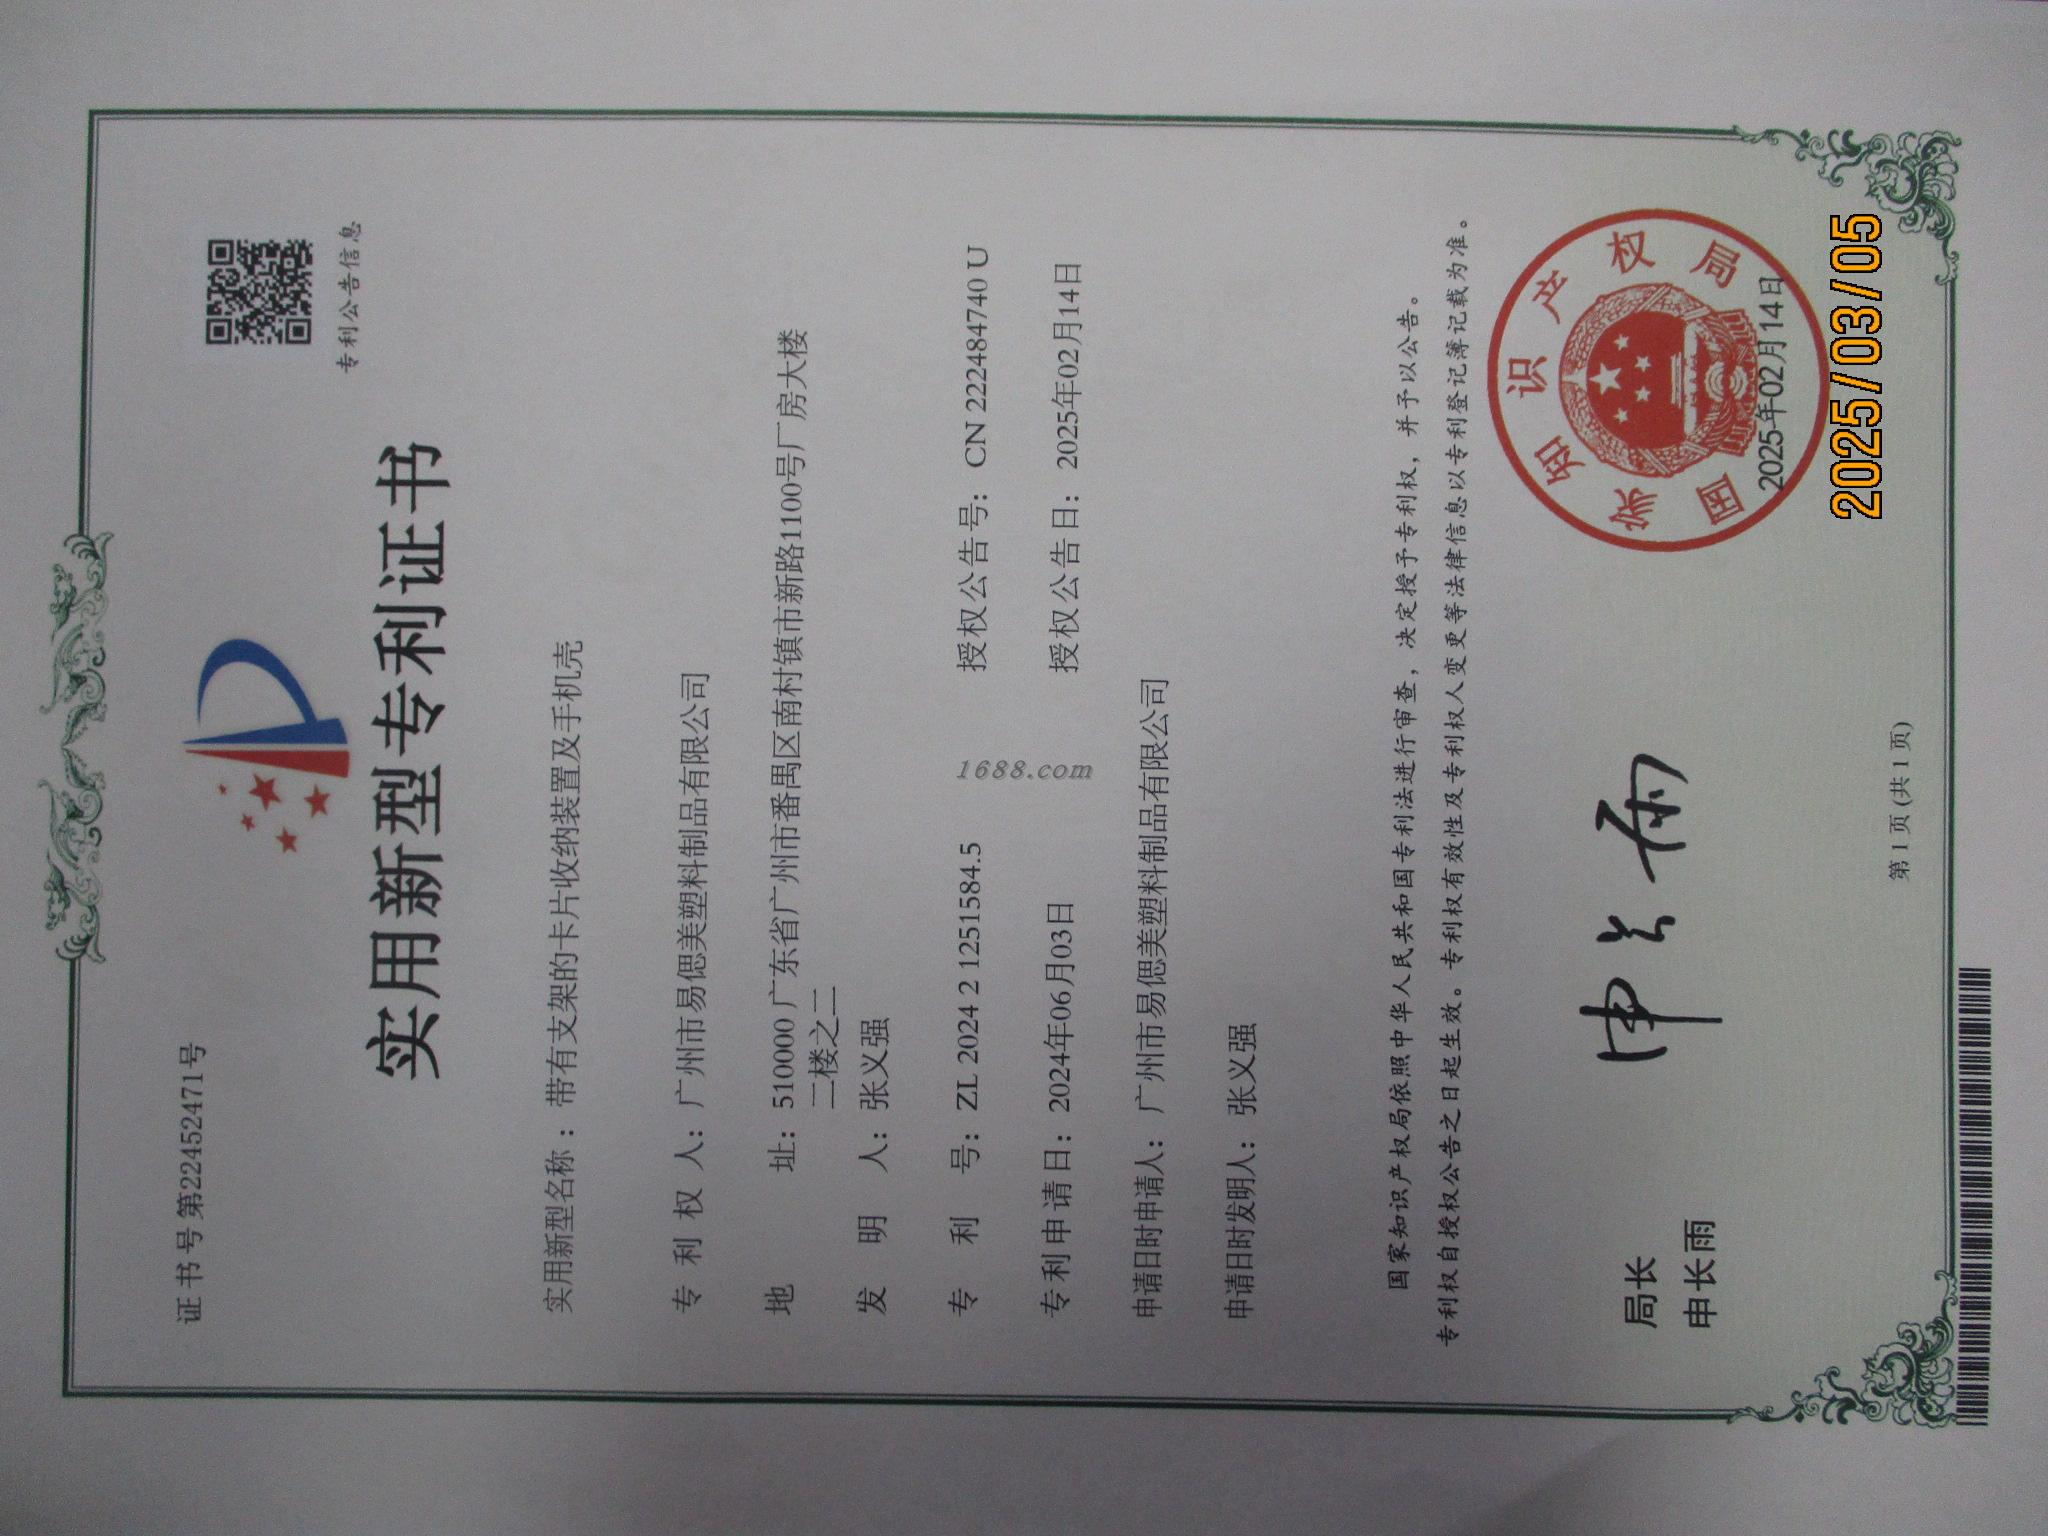 证书号第22452471号
专利公告信息
实用新型专利证书
实用新型名称：带有支架的卡片收纳装置及手机壳
专利权人：广州市易偲美塑料制品有限公司
地址：510000 广东省广州市番禺区南村镇市新路1100号厂房大楼
二楼之二
发明人：张义强
专利号：ZL 2024 2 1251584.5 授权公告号：CN 222484740 U
专利申请日：2024年06月03日 授权公告日：2025年02月14日
申请日时申请人：广州市易偲美塑料制品有限公司
申请日时发明人：张义强
1688.com
国家知识产权局依照中华人民共和国专利法进行审查，决定授予专利权，并予以公告。
专利权自授权公告之日起生效。专利权有效性及专利权人变更等法律信息以专利登记簿记载为准。
局长
申长雨
申长雨
国家知识产权局
2025年02月14日
第 1 页 (共 1 页)
2025/03/05